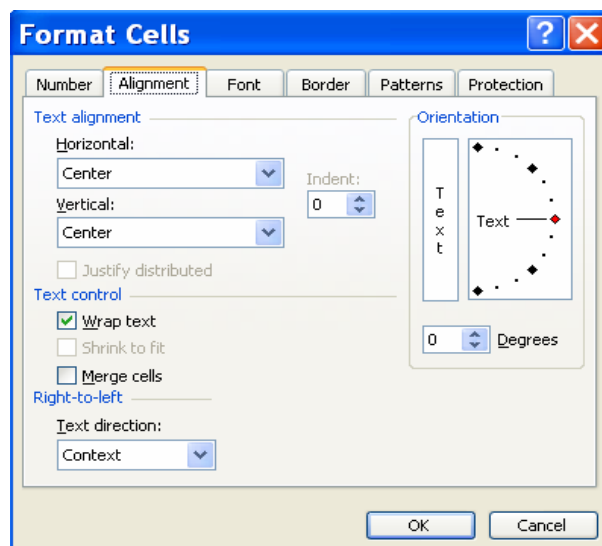 Format Cells
Number Alignment Font Border Patterns Protection
Text alignment
Horizontal:
Center
Indent:
0
Vertical:
Center
Justify distributed
Text control
Wrap text
Shrink to fit
Merge cells
Right-to-left
Text direction:
Context
Orientation
Text
Text
0 Degrees
OK Cancel